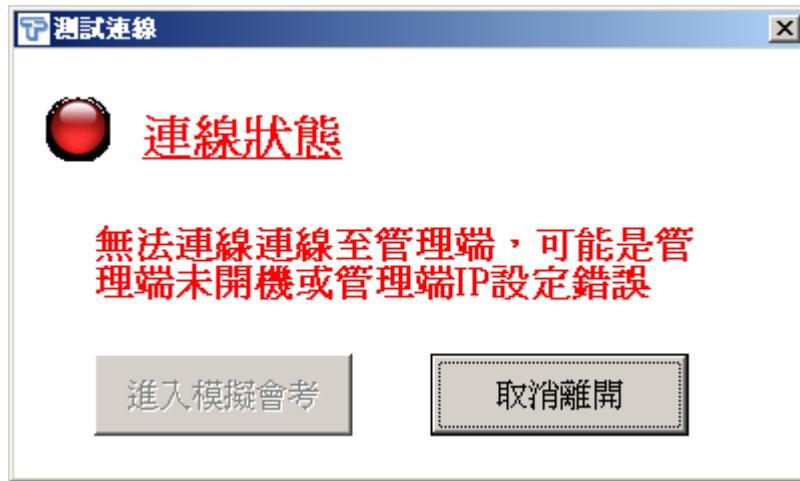 測試連線
連線狀態
無法連線連線至管理端，可能是管
理端未開機或管理端IP設定錯誤
進入模擬會考
取消離開